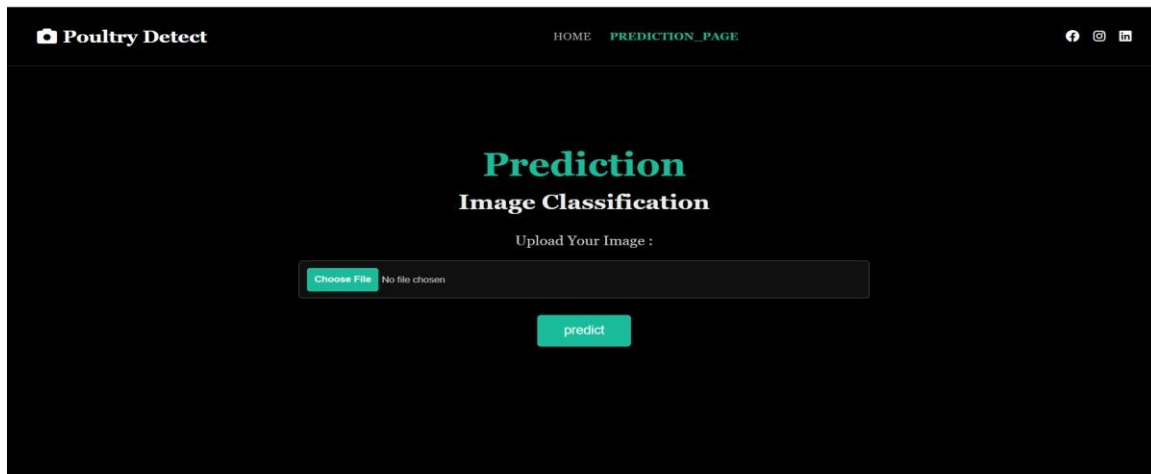 Poultry Detect
HOME PREDICTION_PAGE
Prediction
Image Classification
Upload Your Image :
Choose File No file chosen
predict